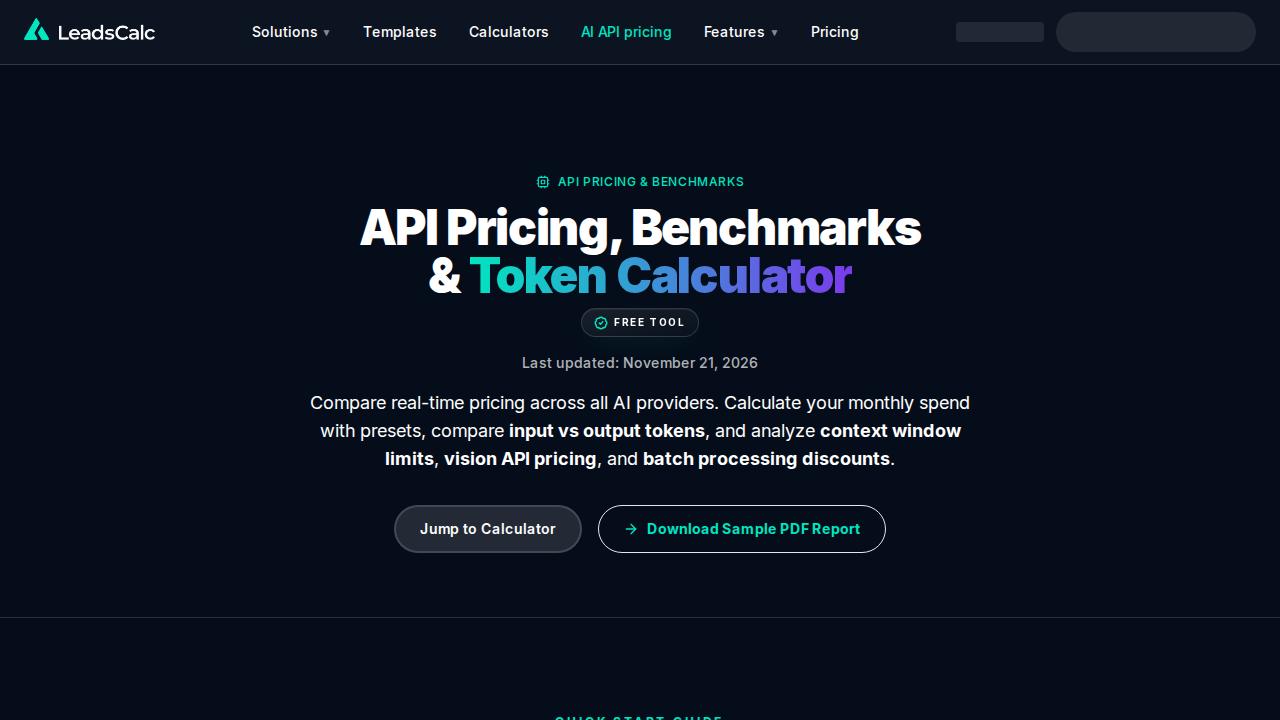 LeadsCalc
Solutions ▼
Templates
Calculators
AI API pricing
Features ▼
Pricing
API PRICING & BENCHMARKS
API Pricing, Benchmarks
& Token Calculator
FREE TOOL
Last updated: November 21, 2026
Compare real-time pricing across all AI providers. Calculate your monthly spend
with presets, compare input vs output tokens, and analyze context window
limits, vision API pricing, and batch processing discounts.
Jump to Calculator
Download Sample PDF Report
QUICK START GUIDE